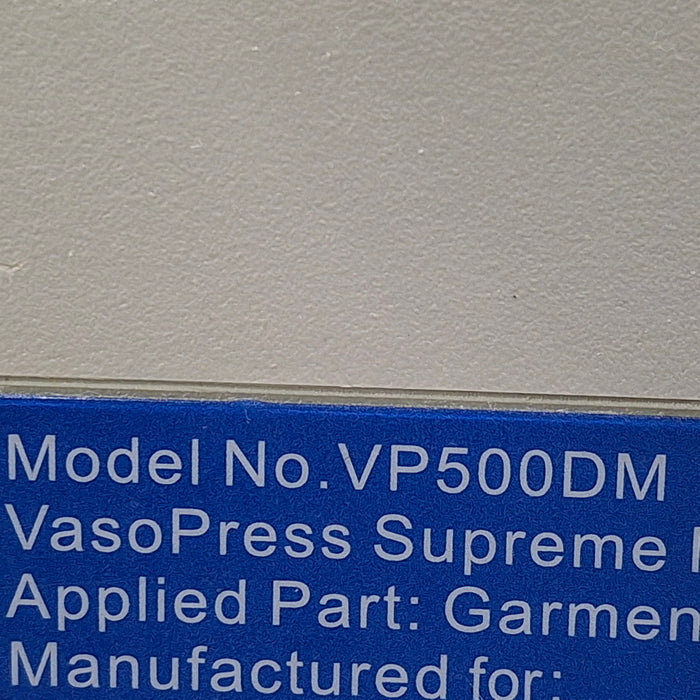 Model No.VP500DM
VasoPress Supreme
Applied Part: Garmen
Manufactured for: